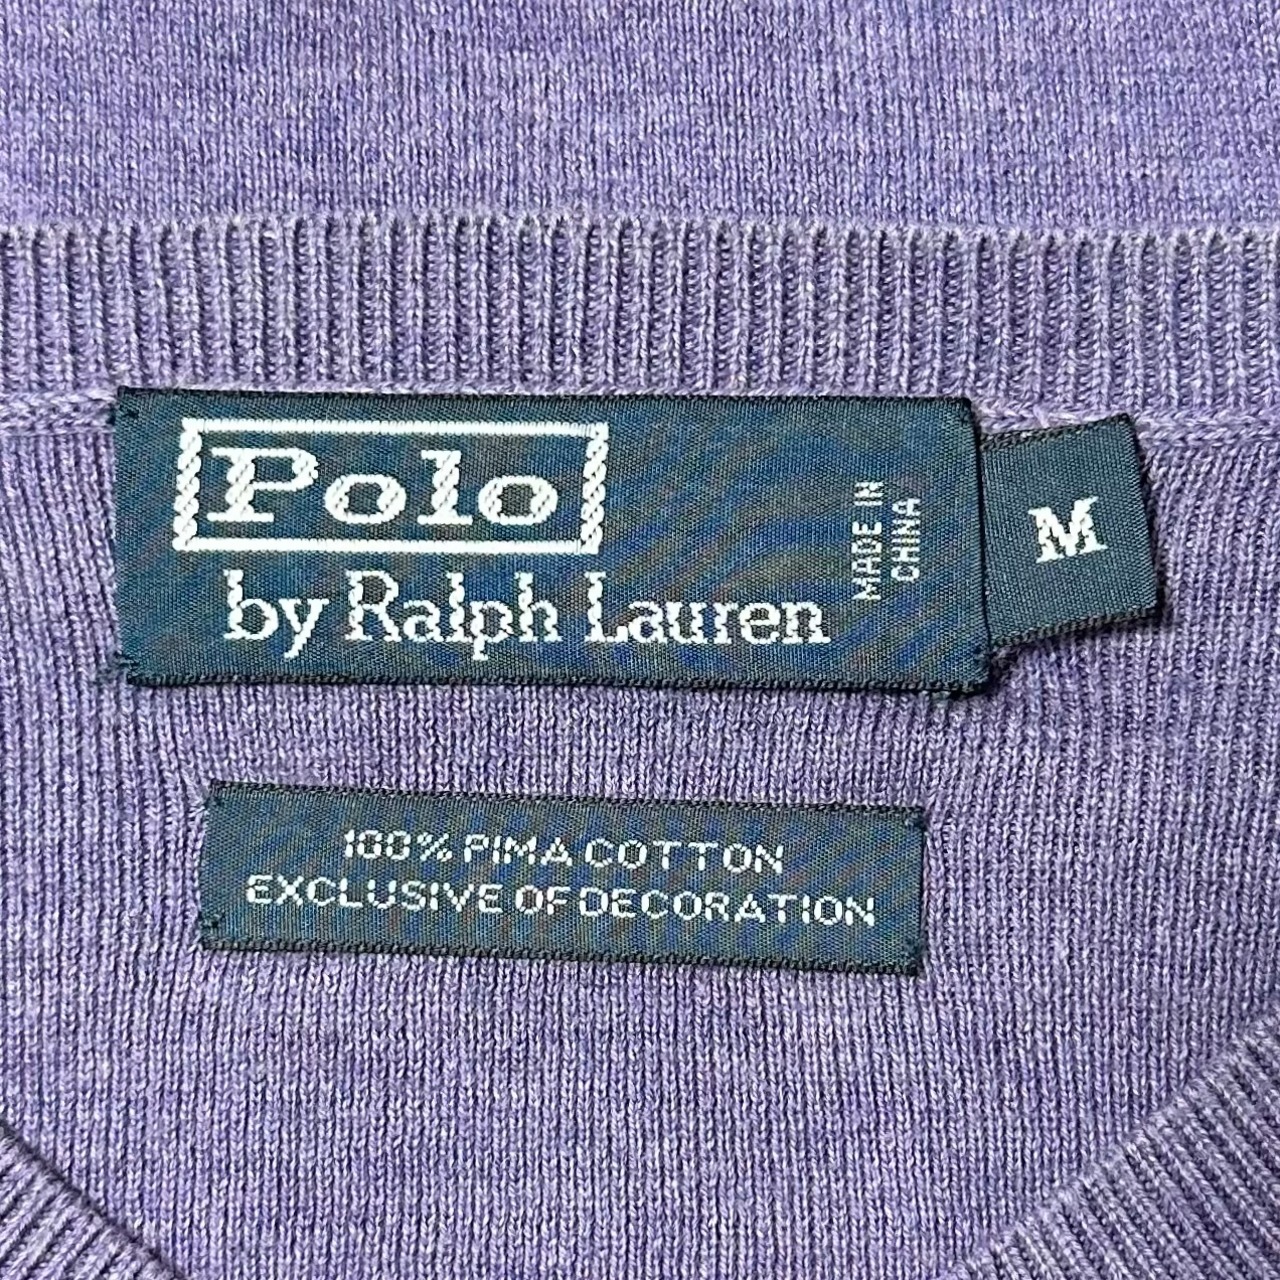 Polo
by Ralph Lauren
MADE IN
CHINA
M
100% PIMA COTTON
EXCLUSIVE OF DECORATION